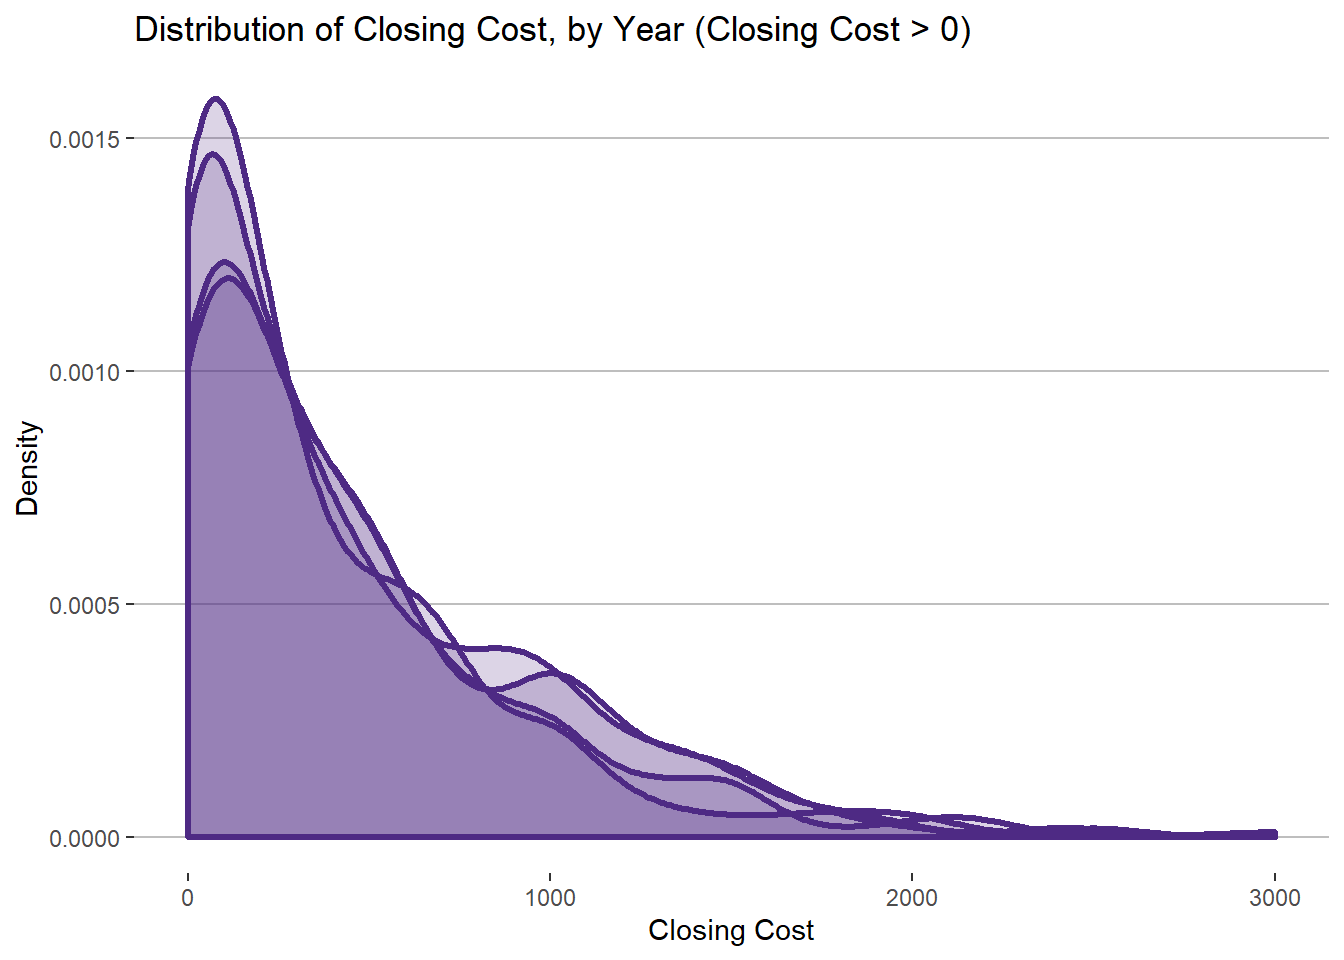 Distribution of Closing Cost, by Year (Closing Cost > 0)
0.0015
0.0010
0.0005
0.0000
Density
0 1000 2000 3000
Closing Cost